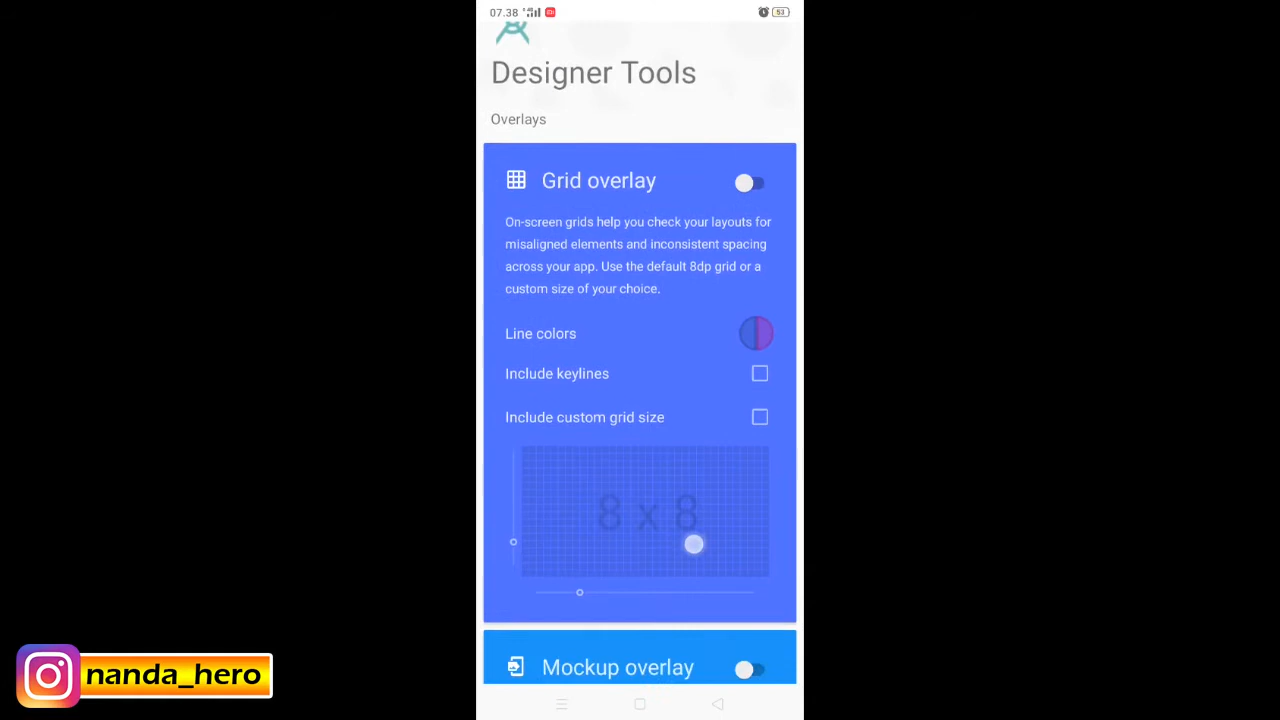 07.38
53
Designer Tools
Overlays
Grid overlay
On-screen grids help you check your layouts for
misaligned elements and inconsistent spacing
across your app. Use the default 8dp grid or a
custom size of your choice.
Line colors
Include keylines
Include custom grid size
8 x 8
Mockup overlay
nanda_hero